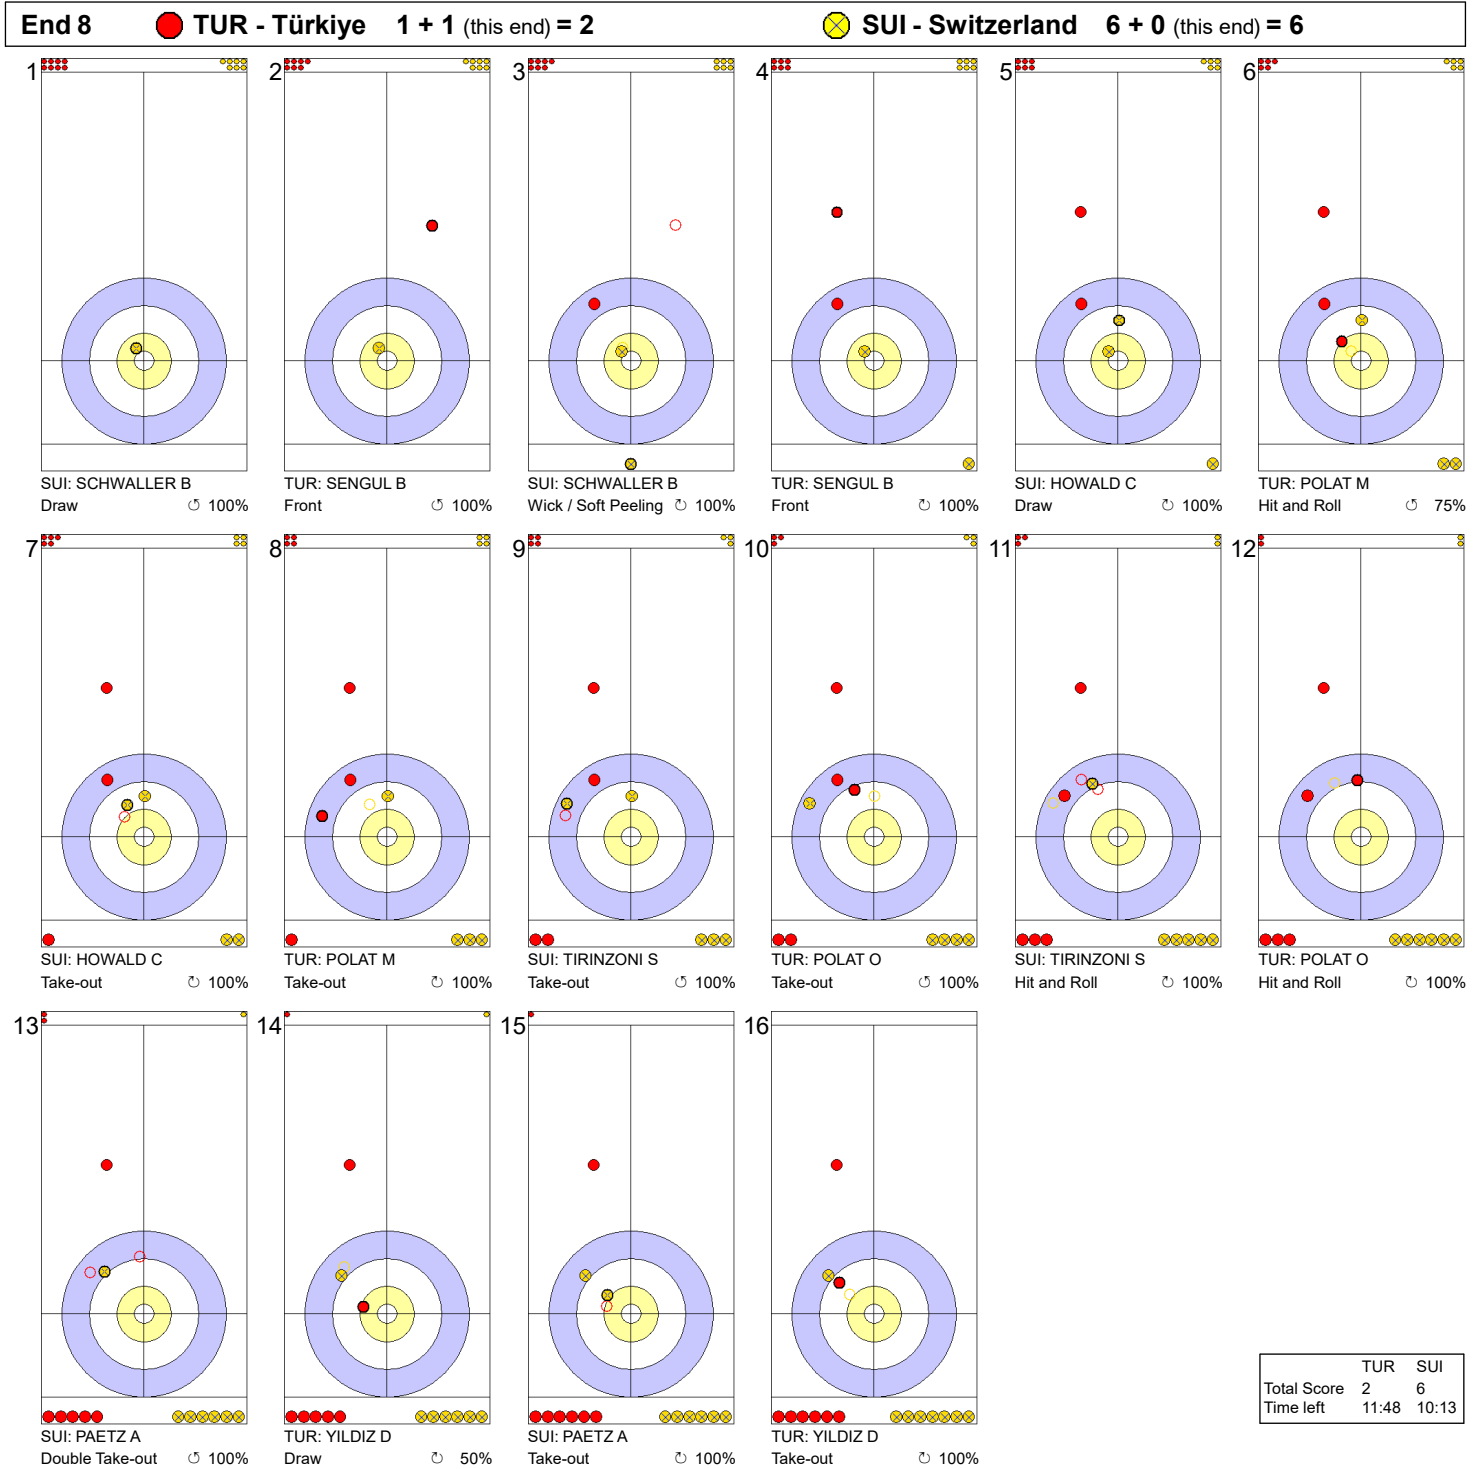 End 8 TUR - Türkiye 1 + 1 (this end) = 2 SUI - Switzerland 6 + 0 (this end) = 6
1 2 3 4 5 6
SUI: SCHWALLER B TUR: SENGUL B SUI: SCHWALLER B TUR: SENGUL B SUI: HOWALD C TUR: POLAT M
Draw ↺ 100% Front ↺ 100% Wick / Soft Peeling ↻ 100% Front ↻ 100% Draw ↻ 100% Hit and Roll ↺ 75%
7 8 9 10 11 12
SUI: HOWALD C TUR: POLAT M SUI: TIRINZONI S TUR: POLAT O SUI: TIRINZONI S TUR: POLAT O
Take-out ↻ 100% Take-out ↻ 100% Take-out ↺ 100% Take-out ↻ 100% Hit and Roll ↻ 100% Hit and Roll ↻ 100%
13 14 15 16
SUI: PAETZ A TUR: YILDIZ D SUI: PAETZ A TUR: YILDIZ D
Double Take-out ↺ 100% Draw ↻ 50% Take-out ↻ 100% Take-out ↻ 100%
TUR SUI
Total Score 2 6
Time left 11:48 10:13